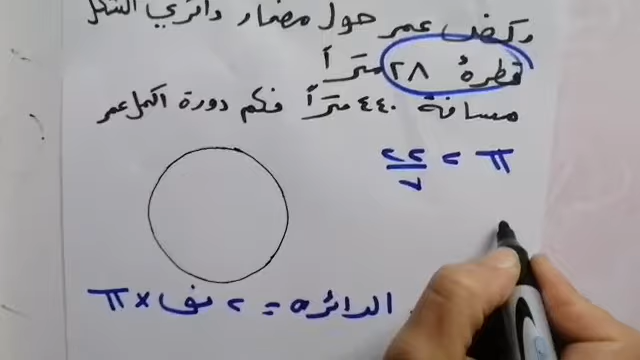 ركض عمر حول مضمار دائري الشكل
قطرهُ ٢٨ متراً
مسافة ٤٤٠ متراً فكم دورة اكمل عمر
π = ٢٢/٧
الدائرة = ٢ نق × π